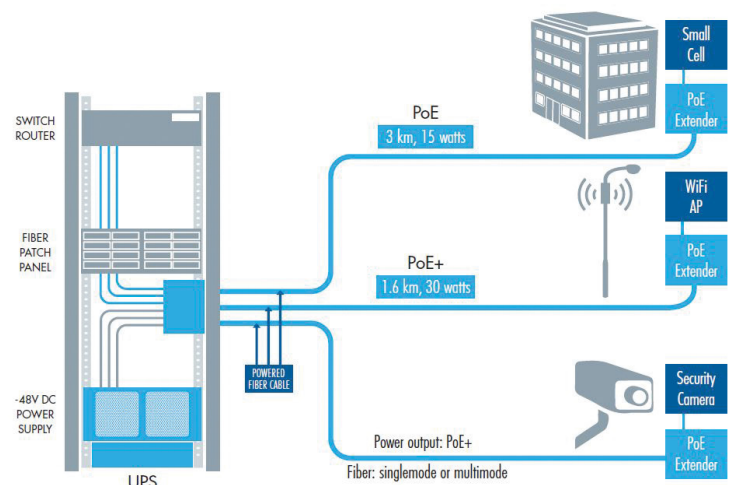 SWITCH
ROUTER
FIBER
PATCH
PANEL
-48V DC
POWER
SUPPLY
UPS
POWERED
FIBER CABLE
PoE
3 km, 15 watts
Small
Cell
PoE
Extender
PoE+
1.6 km, 30 watts
WiFi
AP
PoE
Extender
Power output: PoE+
Fiber: singlemode or multimode
Security
Camera
PoE
Extender